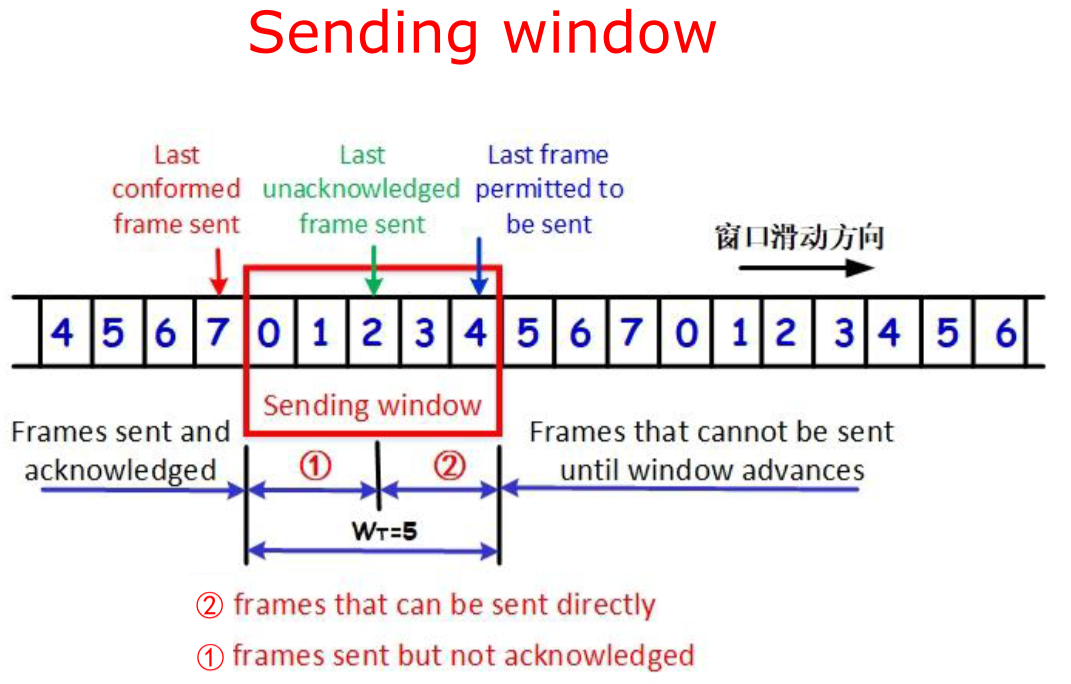 Sending window
Last
conformed
frame sent
Last
unacknowledged
frame sent
Last frame
permitted to
be sent
窗口滑动方向
4 5 6 7 0 1 2 3 4 5 6 7 0 1 2 3 4 5 6
Sending window
Frames sent and
acknowledged
① ②
Frames that cannot be sent
until window advances
WT=5
② frames that can be sent directly
① frames sent but not acknowledged